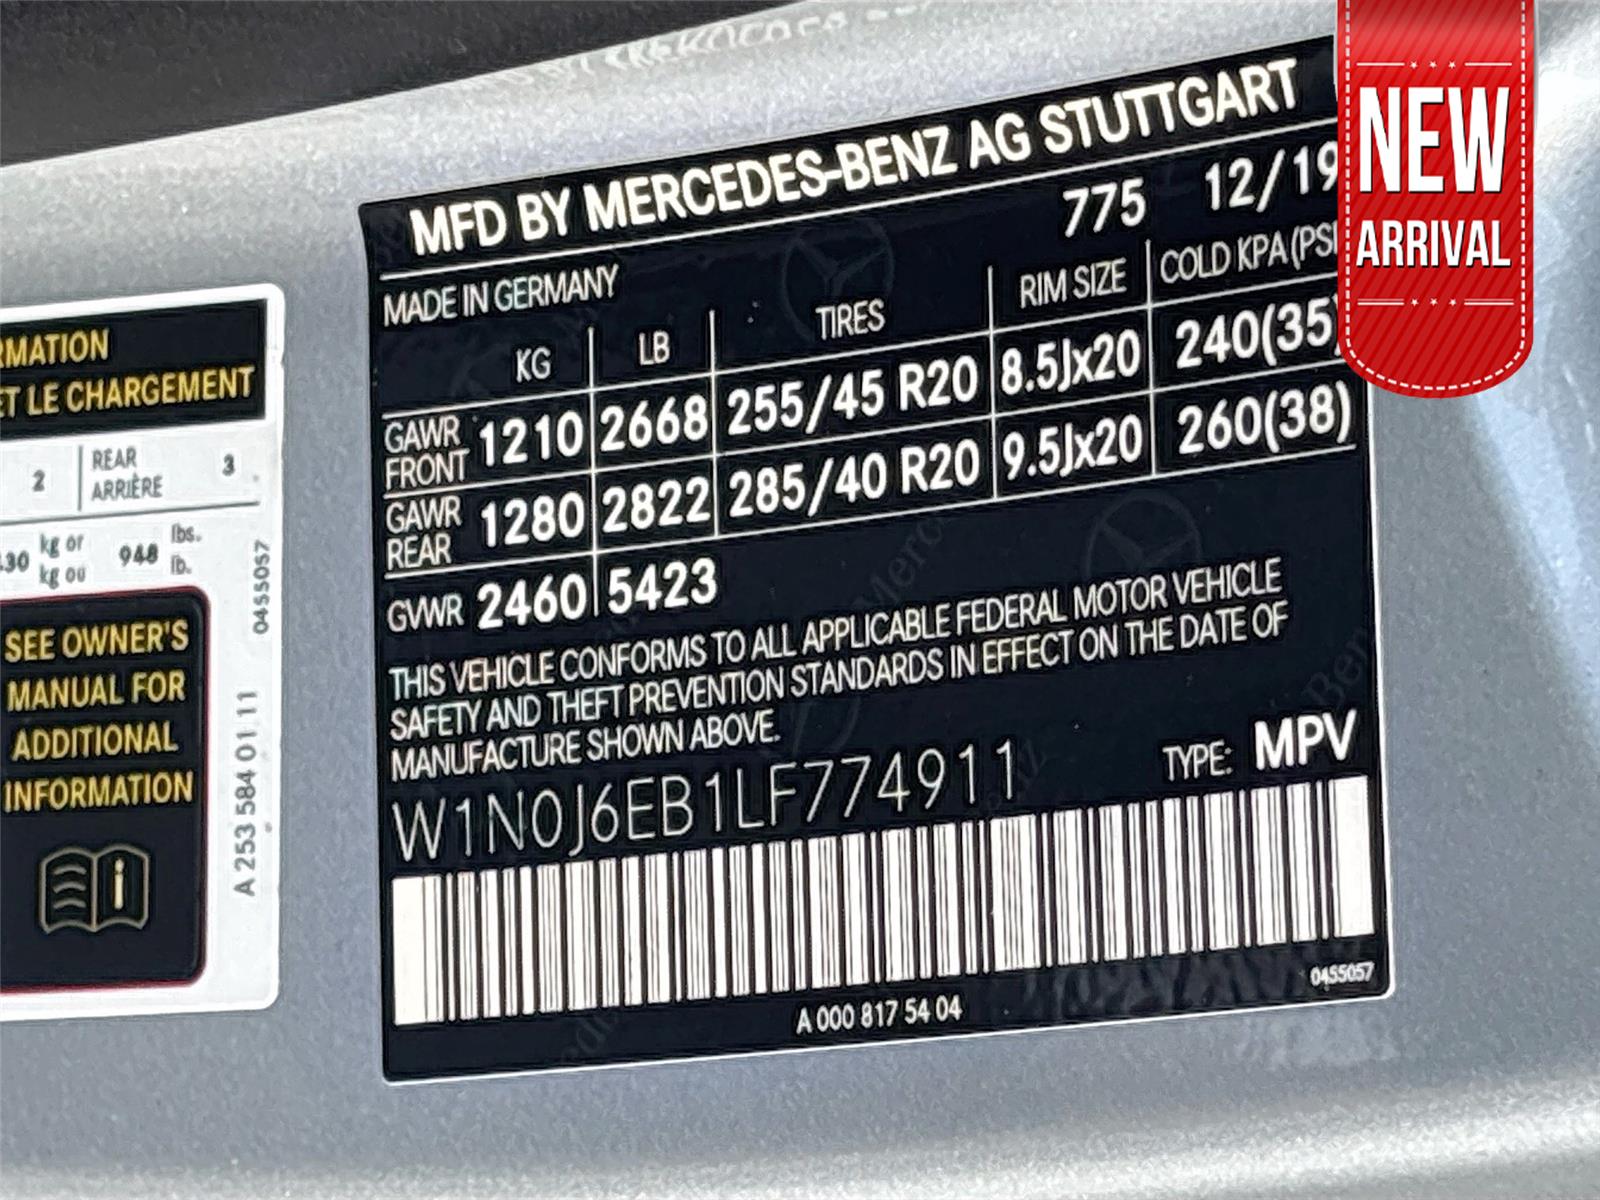 MFD BY MERCEDES-BENZ AG STUTTGART
MADE IN GERMANY 775 12/19
KG LB TIRES RIM SIZE COLD KPA (PSI
GAWR FRONT 1210 2668 255/45 R20 8.5Jx20 240(35)
GAWR REAR 1280 2822 285/40 R20 9.5Jx20 260(38)
GVWR 2460 5423
THIS VEHICLE CONFORMS TO ALL APPLICABLE FEDERAL MOTOR VEHICLE
SAFETY AND THEFT PREVENTION STANDARDS IN EFFECT ON THE DATE OF
MANUFACTURE SHOWN ABOVE.
W1N0J6EB1LF774911 TYPE: MPV
0455057
A 000 817 54 04
RMATION
ET LE CHARGEMENT
2 REAR 3
ARRIÈRE
30 kg or 948 lbs.
kg ou lb.
SEE OWNER'S
MANUAL FOR
ADDITIONAL
INFORMATION
0455057
A 253 584 01 11
NEW
ARRIVAL